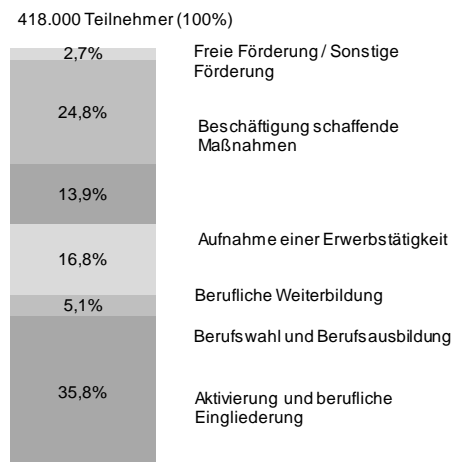 418.000 Teilnehmer (100%)
2,7%
Freie Förderung / Sonstige
Förderung
24,8%
Beschäftigung schaffende
Maßnahmen
13,9%
Aufnahme einer Erwerbstätigkeit
16,8%
Berufliche Weiterbildung
5,1%
Berufswahl und Berufsausbildung
35,8%
Aktivierung und berufliche
Eingliederung